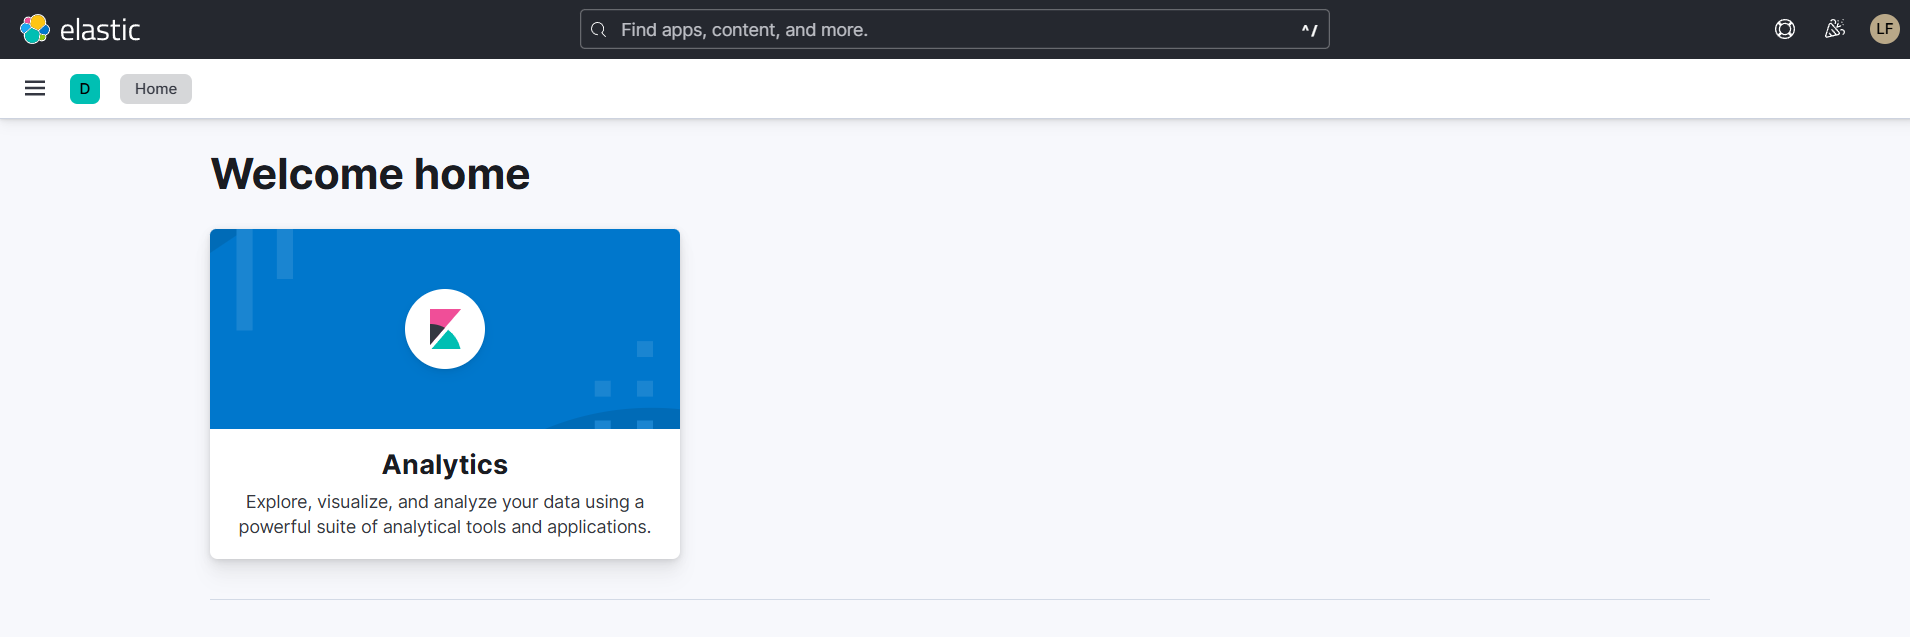 elastic
Find apps, content, and more.
^/
LF
D
Home
Welcome home
Analytics
Explore, visualize, and analyze your data using a
powerful suite of analytical tools and applications.